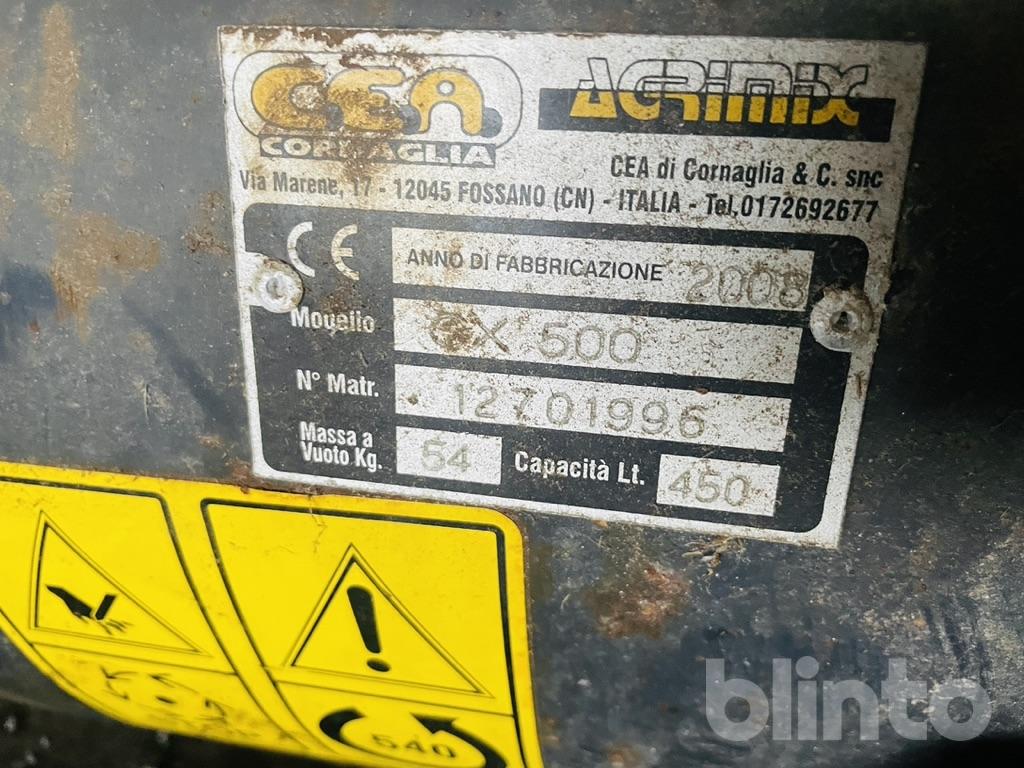 CEA
CORNAGLIA
AGRIMIX
CEA di Cornaglia & C. snc
Via Marene, 17 - 12045 FOSSANO (CN) - ITALIA - Tel.0172692677
CE
ANNO DI FABBRICAZIONE 2008
Modello X 500
N° Matr. 12701996
Massa a
Vuoto Kg. 54 Capacità Lt. 450
540
blinto